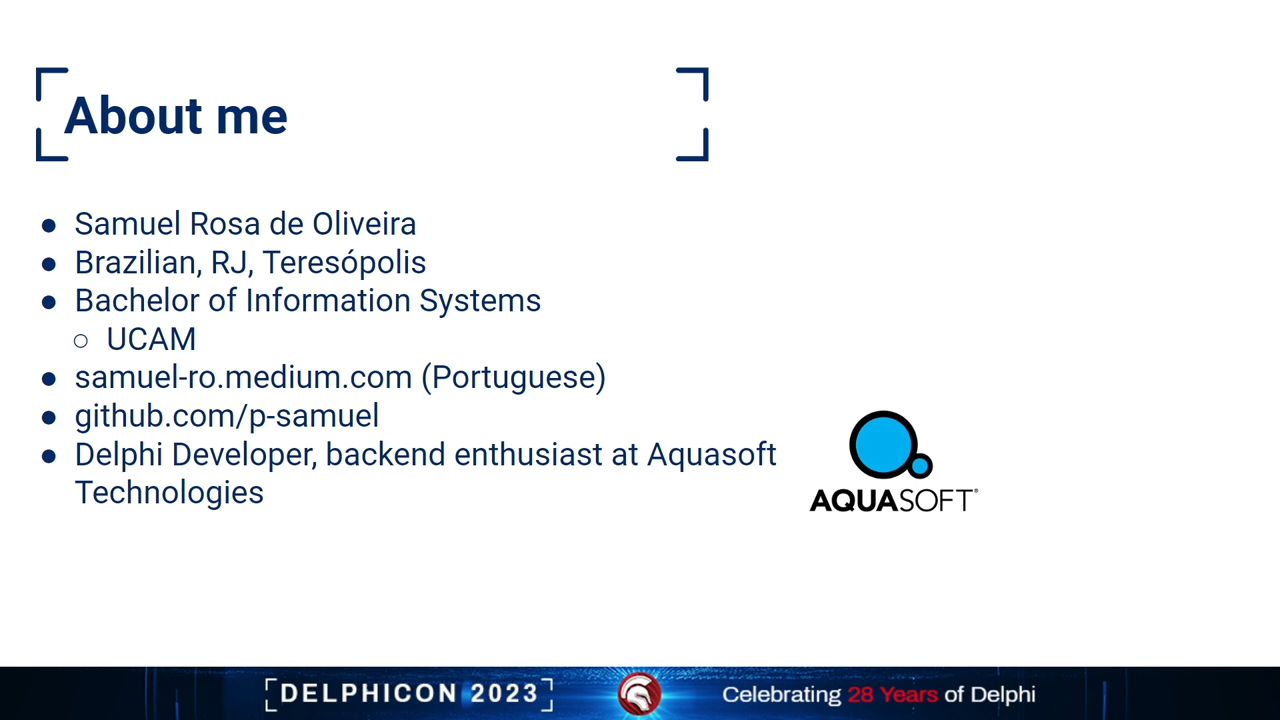 About me
● Samuel Rosa de Oliveira
● Brazilian, RJ, Teresópolis
● Bachelor of Information Systems
○ UCAM
● samuel-ro.medium.com (Portuguese)
● github.com/p-samuel
● Delphi Developer, backend enthusiast at Aquasoft
Technologies
AQUASOFT®
DELPHICON 2023
Celebrating 28 Years of Delphi